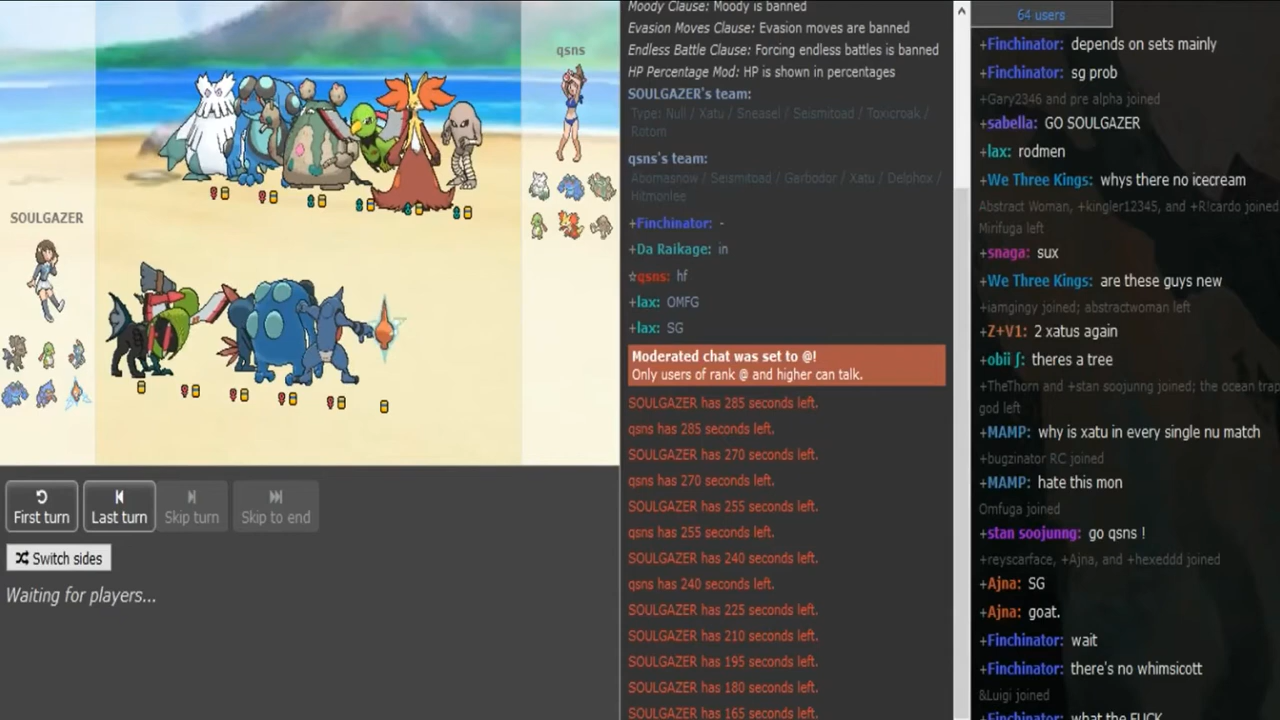 qsns
SOULGAZER
First turn
Last turn
Skip turn
Skip to end
Switch sides
Waiting for players...
Moody Clause: Moody is banned
Evasion Moves Clause: Evasion moves are banned
Endless Battle Clause: Forcing endless battles is banned
HP Percentage Mod: HP is shown in percentages
SOULGAZER's team:
Type: Null / Xatu / Sneasel / Seismitoad / Toxicroak /
Rotom
qsns's team:
Abomasnow / Seismitoad / Garbodor / Xatu / Delphox /
Hitmonlee
+Finchinator: -
+Da Raikage: in
☆qsns: hf
+lax: OMFG
+lax: SG
Moderated chat was set to @!
Only users of rank @ and higher can talk.
SOULGAZER has 285 seconds left.
qsns has 285 seconds left.
SOULGAZER has 270 seconds left.
qsns has 270 seconds left.
SOULGAZER has 255 seconds left.
qsns has 255 seconds left.
SOULGAZER has 240 seconds left.
qsns has 240 seconds left.
SOULGAZER has 225 seconds left.
SOULGAZER has 210 seconds left.
SOULGAZER has 195 seconds left.
SOULGAZER has 180 seconds left.
SOULGAZER has 165 seconds left.
64 users
+Finchinator: depends on sets mainly
+Finchinator: sg prob
+Gary2346 and pre alpha joined
+sabella: GO SOULGAZER
+lax: rodmen
+We Three Kings: whys there no icecream
Abstract Woman, +kingler12345, and +R!cardo joined
Mirifuga left
+snaga: sux
+We Three Kings: are these guys new
+iamgingy joined; abstractwoman left
+Z+V1: 2 xatus again
+obii ʃ: theres a tree
+TheThorn and +stan soojunng joined; the ocean trap
god left
+MAMP: why is xatu in every single nu match
+bugzinator RC joined
+MAMP: hate this mon
Omfuga joined
+stan soojunng: go qsns !
+reyscarface, +Ajna, and +hexeddd joined
+Ajna: SG
+Ajna: goat.
+Finchinator: wait
+Finchinator: there's no whimsicott
&Luigi joined
+Finchinator: what the FUCK